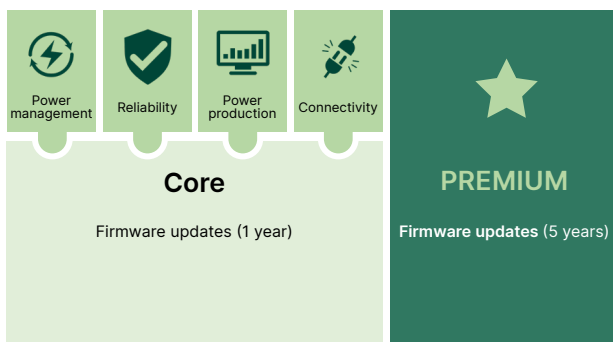 Power
management
Reliability
Power
production
Connectivity
Core
Firmware updates (1 year)
PREMIUM
Firmware updates (5 years)